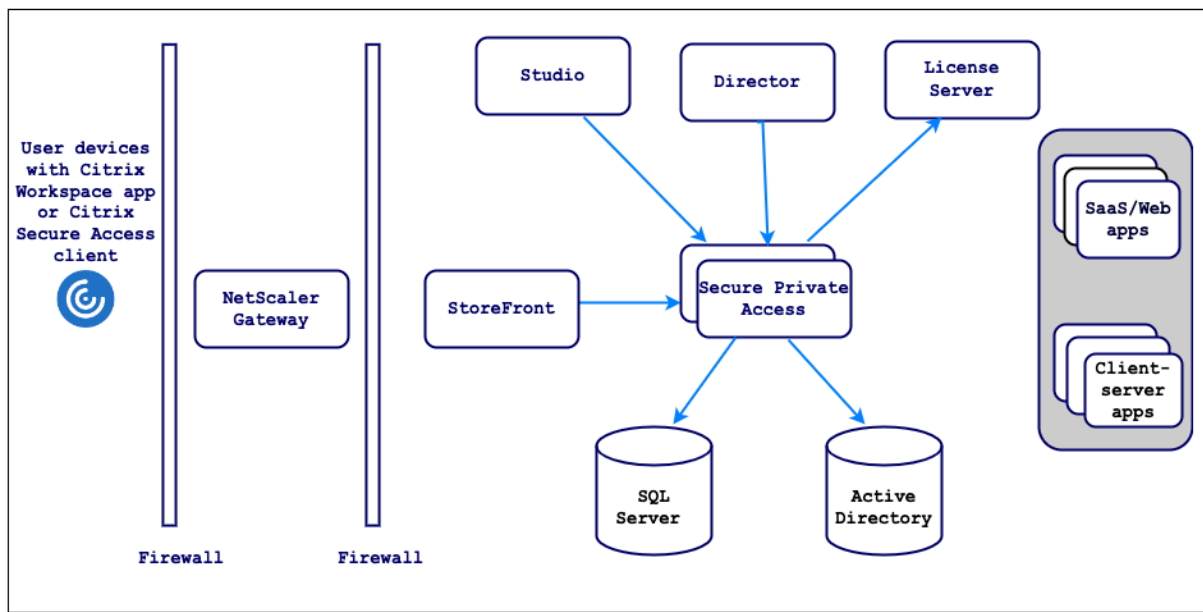 Studio
Director
License
Server
User devices
with Citrix
Workspace app
or Citrix
Secure Access
client
SaaS/Web
apps
NetScaler
Gateway
StoreFront
Secure Private
Access
Client-
server
apps
SQL
Server
Active
Directory
Firewall
Firewall